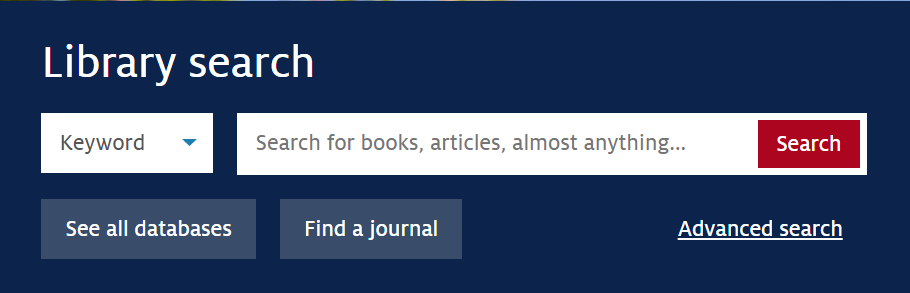 Library search
Keyword Search for books, articles, almost anything... Search
See all databases Find a journal Advanced search